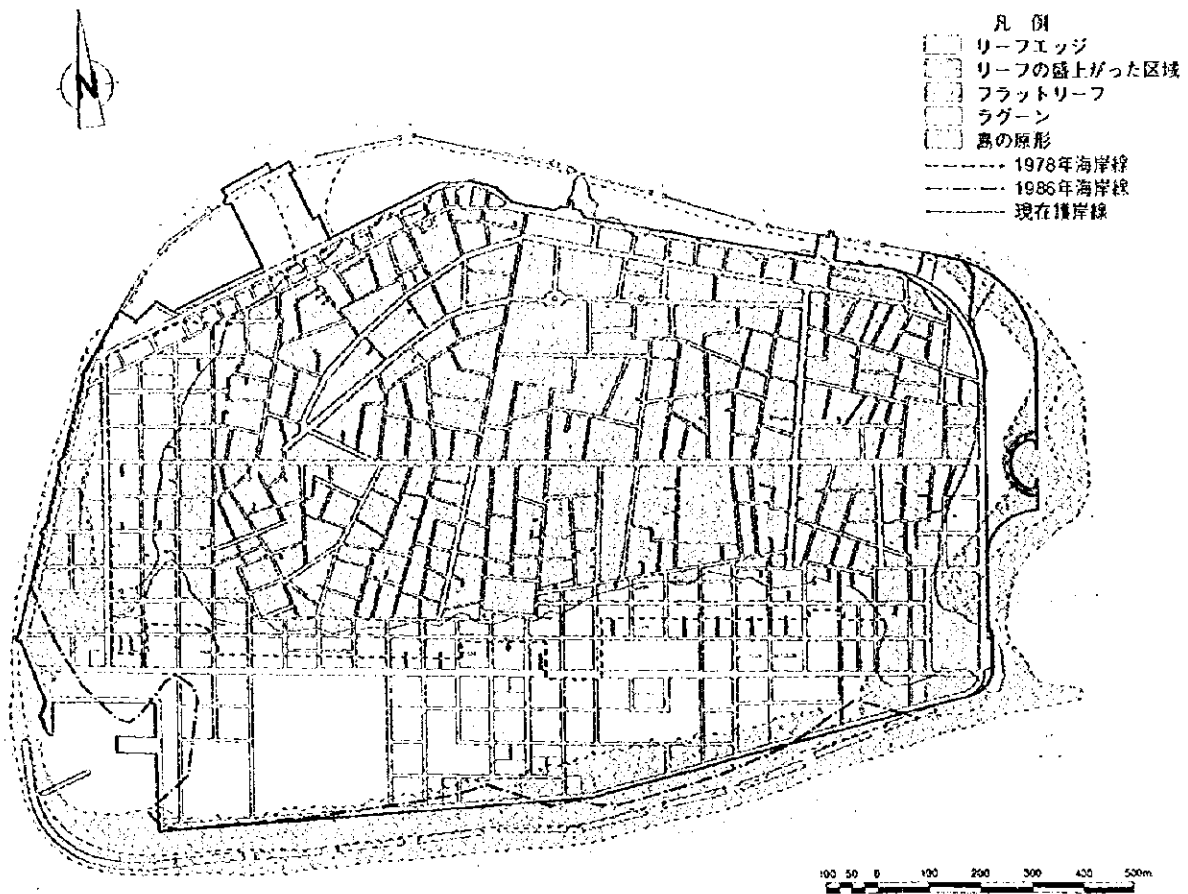 N
凡 例
リーフエッジ
リーフの盛上がった区域
フラットリーフ
ラグーン
島の原形
1978年海岸線
1986年海岸線
現在護岸線
100 50 0 100 200 300 400 500m